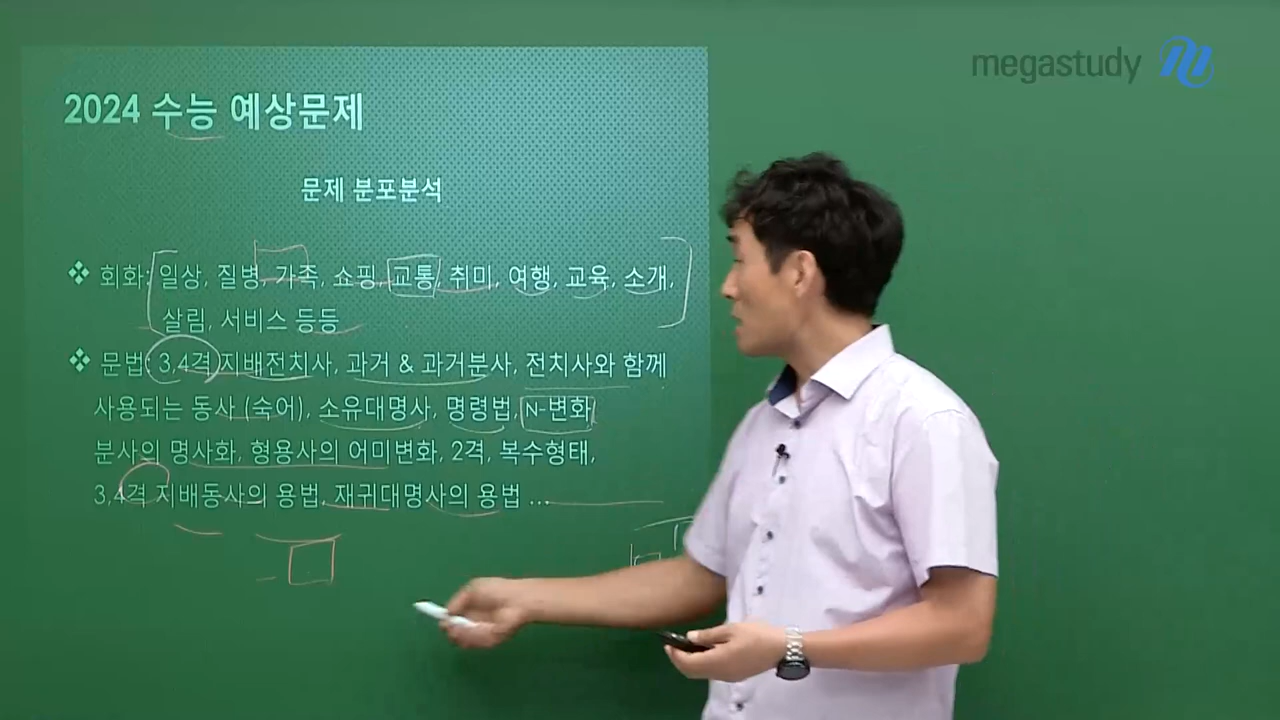 megastudy
2024 수능 예상문제
문제 분포분석
❖ 회화: 일상, 질병, 가족, 쇼핑, 교통, 취미, 여행, 교육, 소개,
살림, 서비스 등등
❖ 문법: 3,4격 지배전치사, 과거 & 과거분사, 전치사와 함께
사용되는 동사 (숙어), 소유대명사, 명령법, N-변화
분사의 명사화, 형용사의 어미변화, 2격, 복수형태,
3,4격 지배동사의 용법, 재귀대명사의 용법 ...